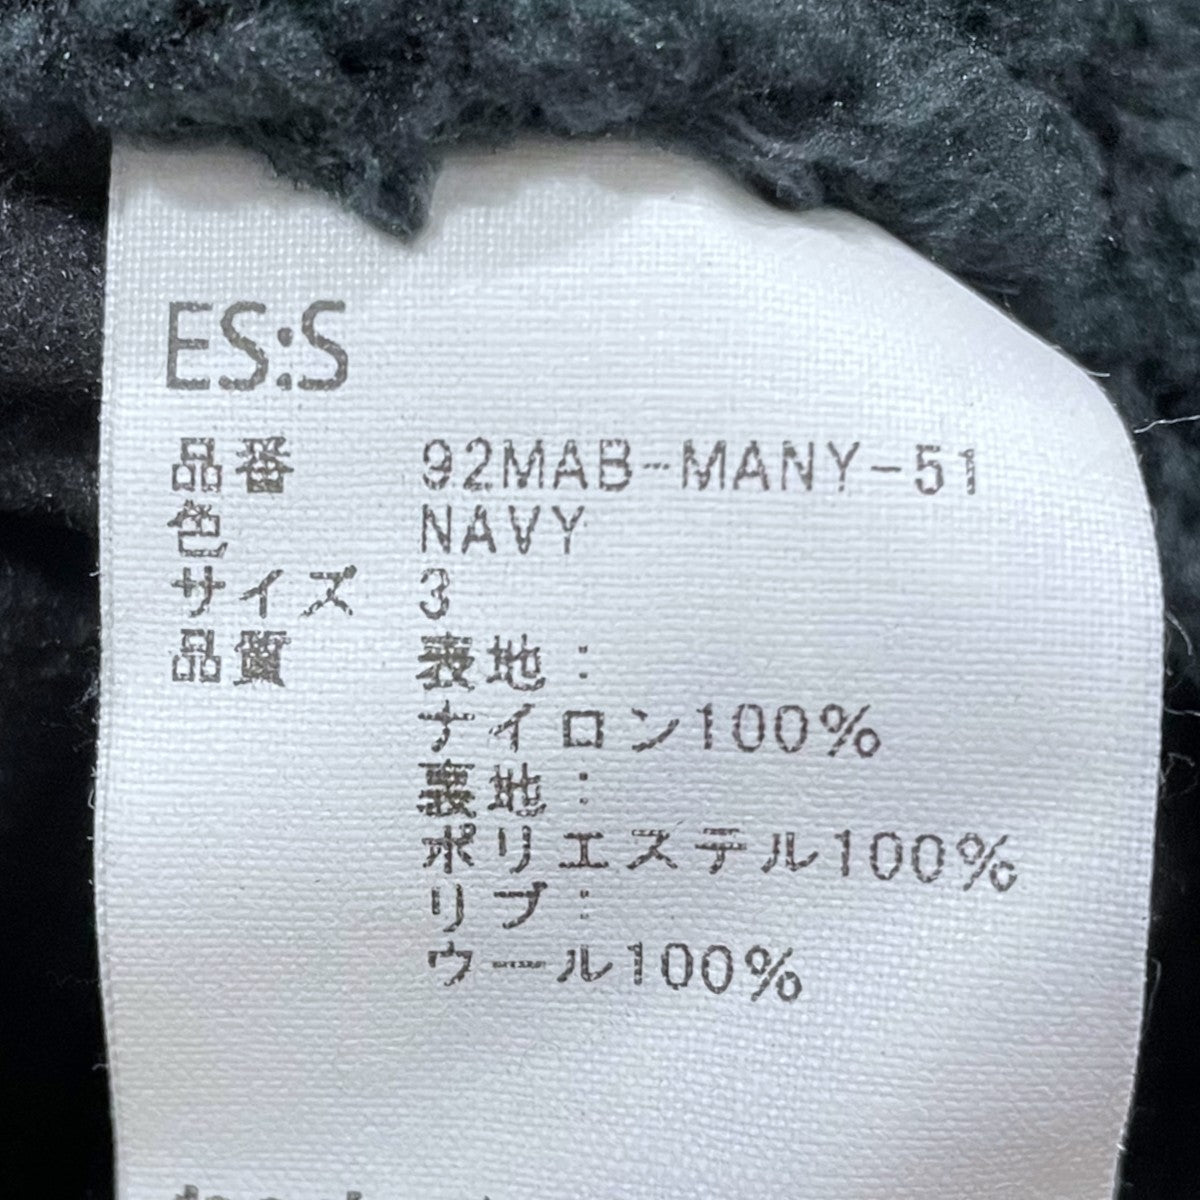 ES:S
品番 92MAB-MANY-51
色 NAVY
サイズ 3
品質 表地:
ナイロン100%
裏地:
ポリエステル100%
リブ:
ウール100%